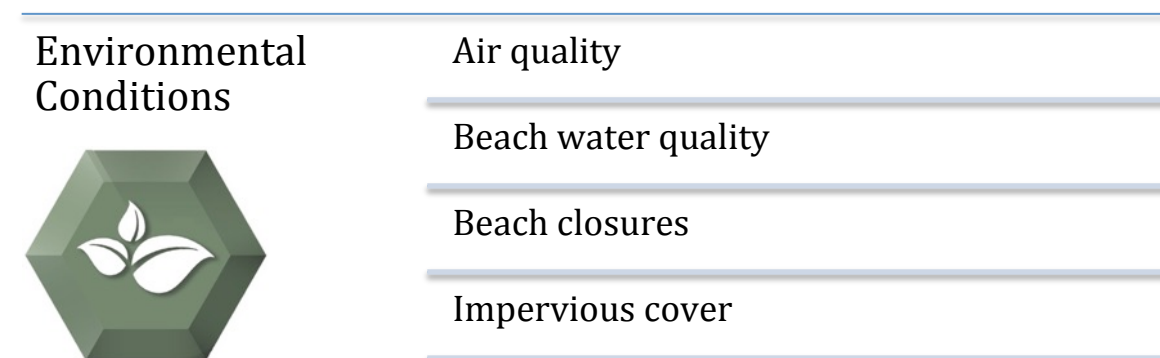 Environmental
Conditions
Air quality
Beach water quality
Beach closures
Impervious cover